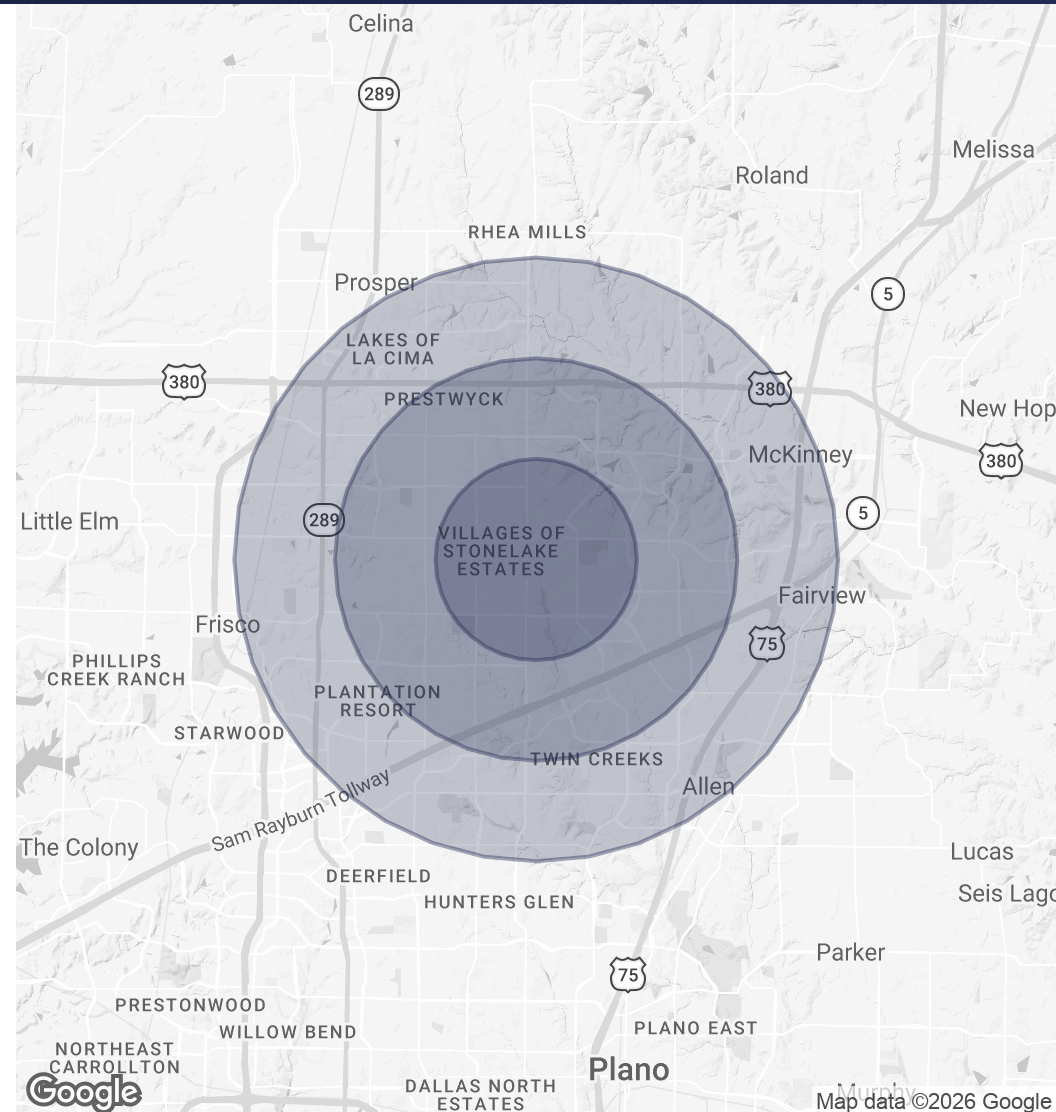 Celina
289
Melissa
Roland
RHEA MILLS
Prosper
5
LAKES OF
LA CIMA
380
380
PRESTWYCK
New Hop
McKinney
380
289
5
Little Elm
VILLAGES OF
STONELAKE
ESTATES
Fairview
Frisco
75
PHILLIPS
CREEK RANCH
PLANTATION
RESORT
STARWOOD
TWIN CREEKS
Allen
Sam Rayburn Tollway
The Colony
Lucas
DEERFIELD
Seis Lago
HUNTERS GLEN
Parker
75
PRESTONWOOD
PLANO EAST
WILLOW BEND
NORTHEAST
CARROLLTON
Plano
Google
DALLAS NORTH
ESTATES
Murphy
Map data ©2026 Google